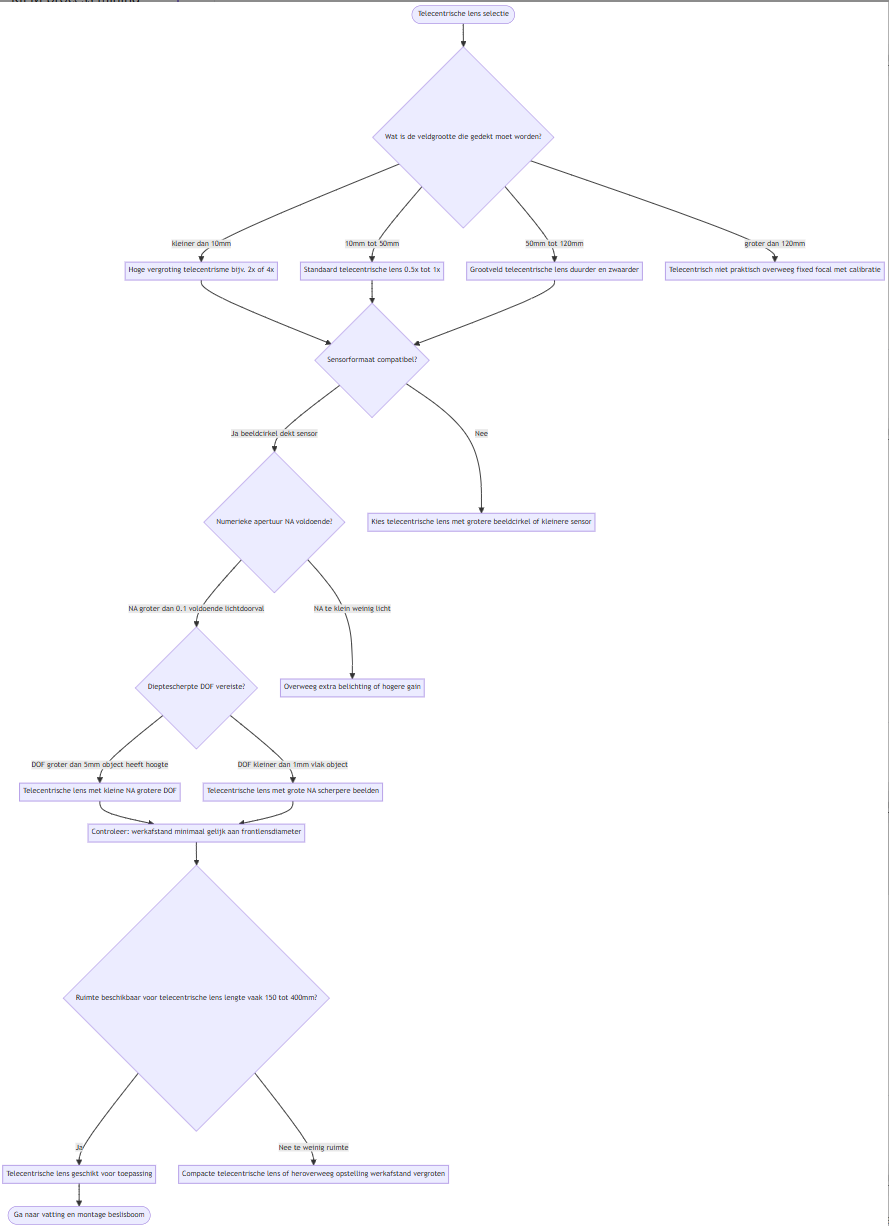 Telecentrische lens selectie
Wat is de veldgrootte die gedekt moet worden?
kleiner dan 10mm
10mm tot 50mm
50mm tot 120mm
groter dan 120mm
Hoge vergroting telecentrisme bijv. 2x of 4x
Standaard telecentrische lens 0.5x tot 1x
Grootveld telecentrische lens duurder en zwaarder
Telecentrisch niet praktisch overweeg fixed focal met calibratie
Sensorformaat compatibel?
Ja beeldcirkel dekt sensor
Nee
Numerieke apertuur NA voldoende?
Kies telecentrische lens met grotere beeldcirkel of kleinere sensor
NA groter dan 0.1 voldoende lichtdoorval
NA te klein weinig licht
Dieptescherpte DOF vereiste?
Overweeg extra belichting of hogere gain
DOF groter dan 5mm object heeft hoogte
DOF kleiner dan 1mm vlak object
Telecentrische lens met kleine NA grotere DOF
Telecentrische lens met grote NA scherpere beelden
Controleer: werkafstand minimaal gelijk aan frontlensdiameter
Ruimte beschikbaar voor telecentrische lens lengte vaak 150 tot 400mm?
Ja
Nee te weinig ruimte
Telecentrische lens geschikt voor toepassing
Compacte telecentrische lens of heroverweeg opstelling werkafstand vergroten
Ga naar vatting en montage beslisboom